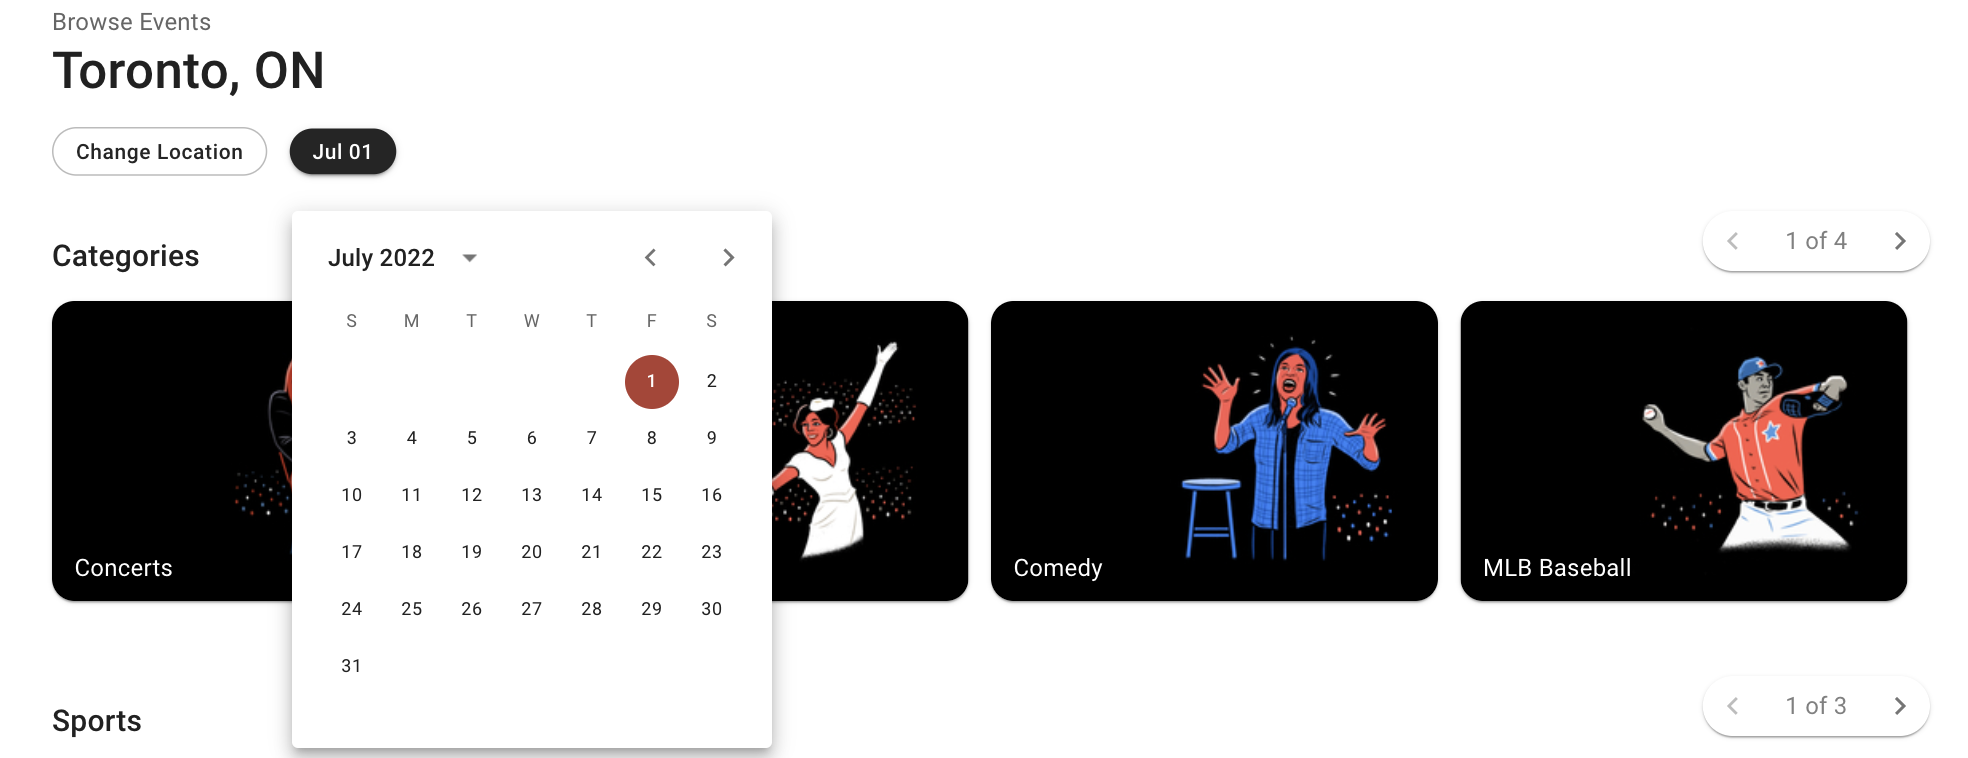 Browse Events
Toronto, ON
Change Location
Jul 01
Categories
1 of 4
July 2022
S M T W T F S
1 2
3 4 5 6 7 8 9
10 11 12 13 14 15 16
17 18 19 20 21 22 23
24 25 26 27 28 29 30
31
Concerts
Comedy
MLB Baseball
Sports
1 of 3